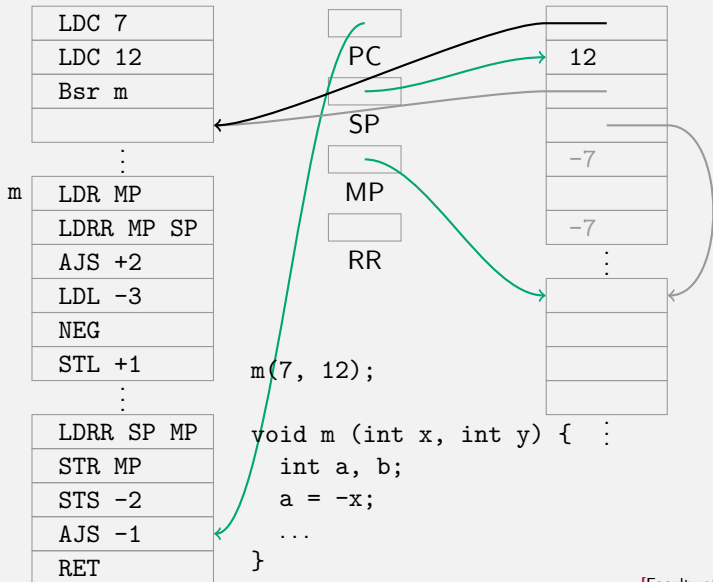 LDC 7
LDC 12
Bsr m
⋮
m
LDR MP
LDRR MP SP
AJS +2
LDL -3
NEG
STL +1
⋮
LDRR SP MP
STR MP
STS -2
AJS -1
RET
PC
SP
MP
RR
m(7, 12);
void m (int x, int y) {
int a, b;
a = -x;
...
}
12
-7
-7
⋮
⋮